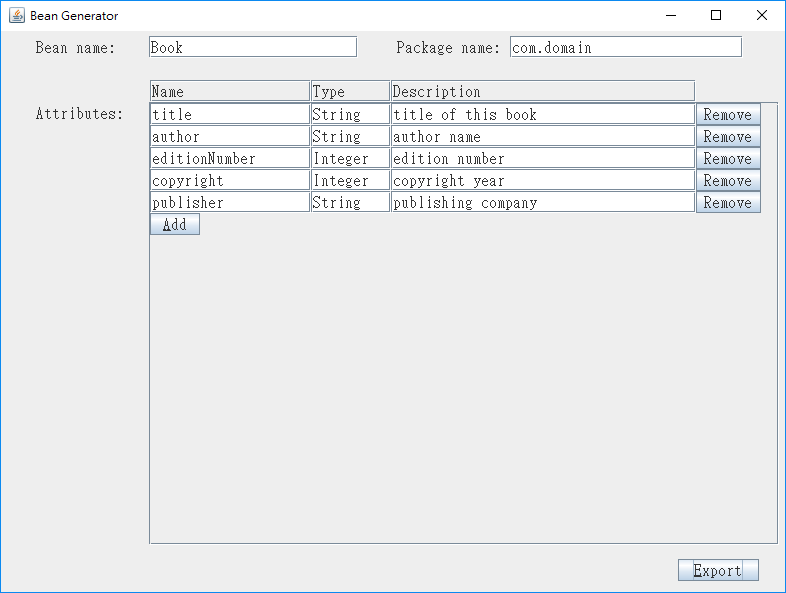 Bean Generator
Bean name: Book Package name: com.domain
Name Type Description
Attributes: title String title of this book Remove
author String author name Remove
editionNumber Integer edition number Remove
copyright Integer copyright year Remove
publisher String publishing company Remove
Add
Export